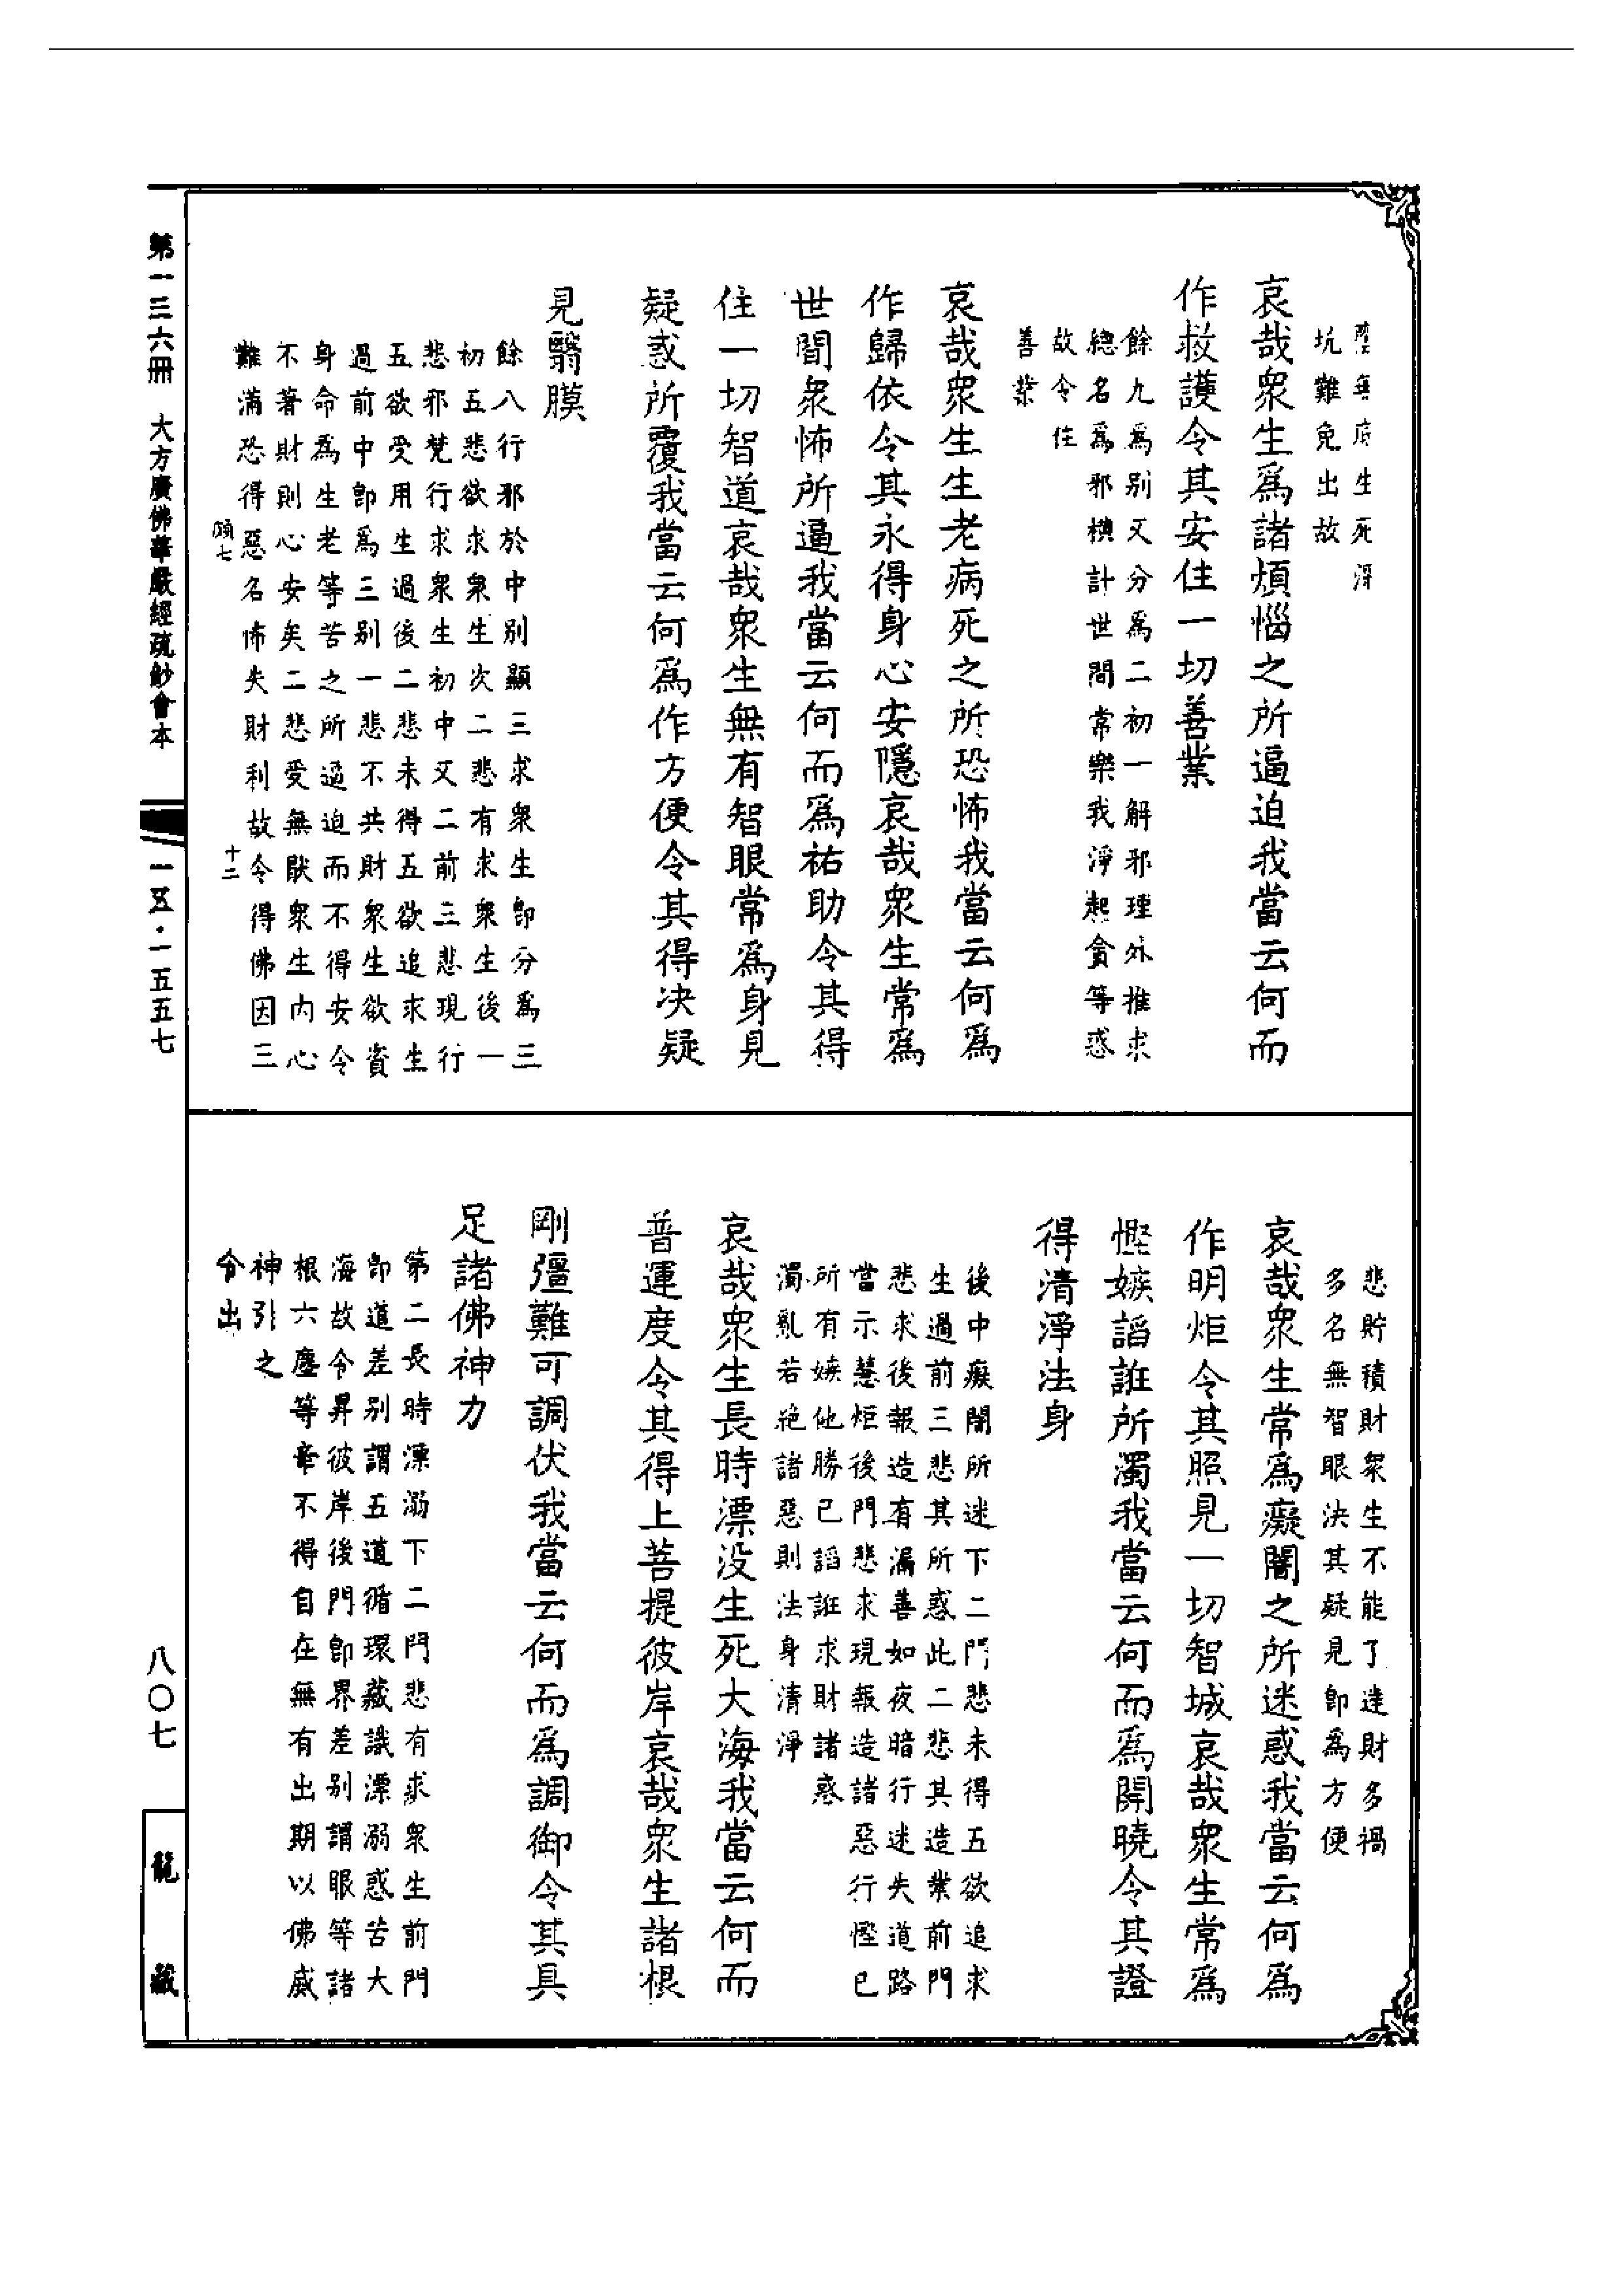 墮無底生死深
坑難免出故
哀哉衆生爲諸煩惱之所逼迫我當云何而
作救護令其安住一切善業
餘九爲別又分爲二初一解邪理外推求
總名爲邪橫計世間常樂我淨起貪等惑
故令住
善業
哀哉衆生生老病死之所恐怖我當云何爲
作歸依令其永得身心安隱哀哉衆生常爲
世間衆怖所逼我當云何而爲祐助令其得
住一切智道哀哉衆生無有智眼常爲身見
疑惑所覆我當云何爲作方便令其得决疑
見翳膜
餘八行邪於中別顯三求衆生即分爲三
初五悲欲求衆生次二悲有求衆生後一
悲邪梵行求衆生初中又二前三悲現行
五欲受用生過後二悲未得五欲追求生
過前中即爲三別一悲不共財衆生欲資
身命爲生老等苦之所逼迫而不得安令
不著財則心安矣二悲受無猒衆生内心
難滿恐得惡名怖失財利故令得佛因三
願七
十二
悲貯積財衆生不能了達財多禍
多名無智眼決其疑見即爲方便
哀哉衆生常爲癡闇之所迷惑我當云何爲
作明炬令其照見一切智城哀哉衆生常爲
慳嫉諂誑所濁我當云何而爲開曉令其證
得清淨法身
後中癡闇所迷下二門悲未得五欲追求
生過前三悲其所惑此二悲其造業前門
悲求後報造有漏善如夜暗行迷失道路
當示慧炬後門悲求現報造諸惡行慳已
所有嫉他勝己諂誑求財諸惑
濁亂若絶諸惡則法身清淨
哀哉衆生長時漂没生死大海我當云何而
普運度令其得上菩提彼岸哀哉衆生諸根
剛彊難可調伏我當云何而爲調御令其具
足諸佛神力
第二長時漂溺下二門悲有求衆生前門
即道差别謂五道循環藏識漂溺惑苦大
海故令昇彼岸後門即界差别謂眼等諸
根六塵等牽不得自在無有出期以佛威
神引之
令出
第一三六冊 大方廣佛華嚴經疏鈔會本
一五·一五五七
八〇七
龍藏